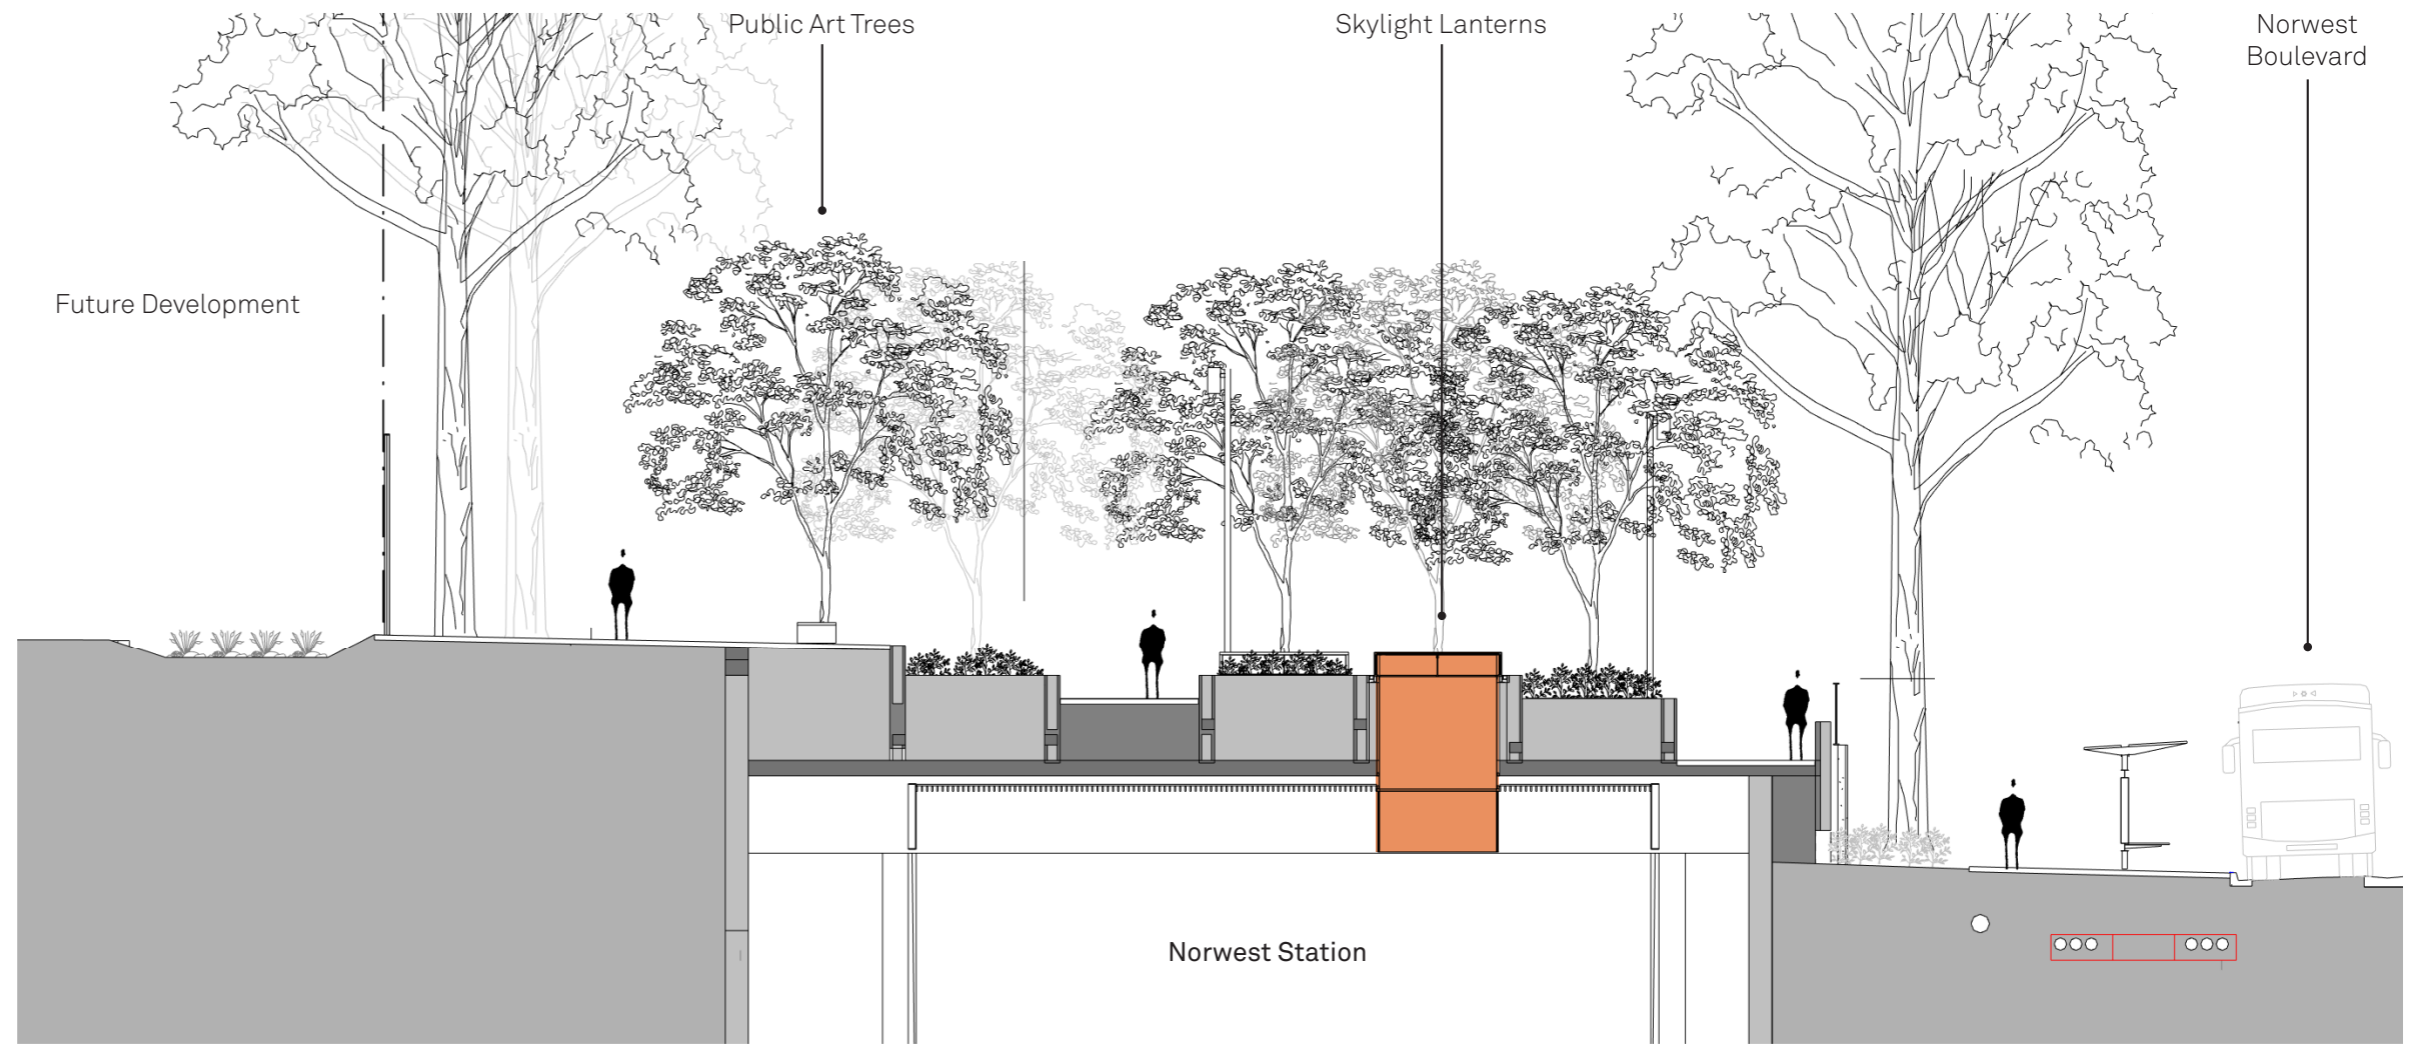 Public Art Trees
Skylight Lanterns
Norwest
Boulevard
Future Development
Norwest Station